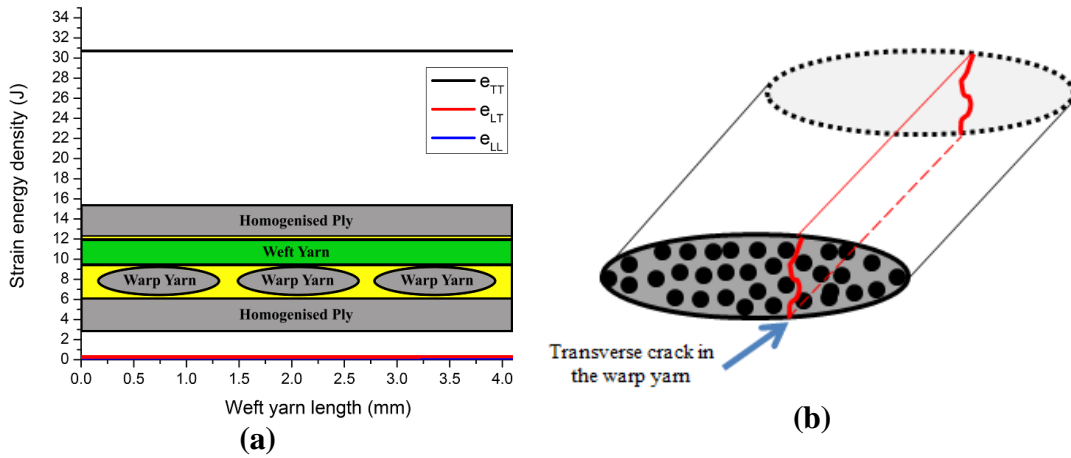 34
32
30
28
26
24
22
20
18
16
14
12
10
8
6
4
2
0
Strain energy density (J)
e_TT
e_LT
e_LL
Homogenised Ply
Weft Yarn
Warp Yarn Warp Yarn Warp Yarn
Homogenised Ply
0.0 0.5 1.0 1.5 2.0 2.5 3.0 3.5 4.0
Weft yarn length (mm)
(a)
Transverse crack in
the warp yarn
(b)